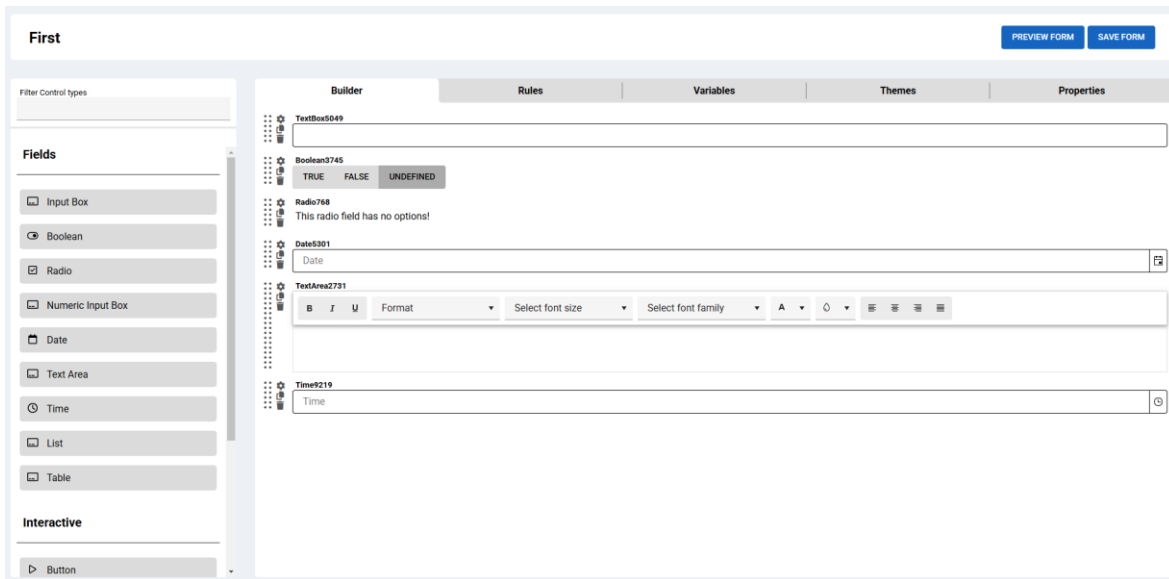 First
PREVIEW FORM
SAVE FORM
Filter Control types
Fields
Input Box
Boolean
Radio
Numeric Input Box
Date
Text Area
Time
List
Table
Interactive
Button
Builder
Rules
Variables
Themes
Properties
TextBox5049
Boolean3745
TRUE FALSE UNDEFINED
Radio768
This radio field has no options!
Date5301
Date
TextArea2731
B I U Format Select font size Select font family A
Time9219
Time